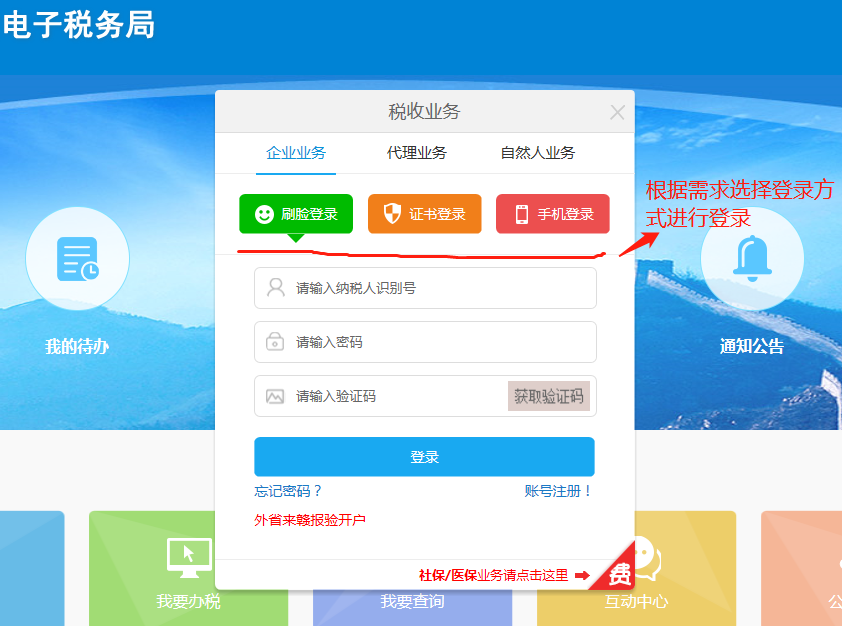 电子税务局
税收业务
企业业务 代理业务 自然人业务
刷脸登录 证书登录 手机登录
根据需求选择登录方
式进行登录
请输入纳税人识别号
我的待办
请输入密码
通知公告
请输入验证码 获取验证码
登录
忘记密码？ 账号注册！
外省来赣报验开户
社保/医保业务请点击这里
费
我要办税 我要查询 互动中心
公